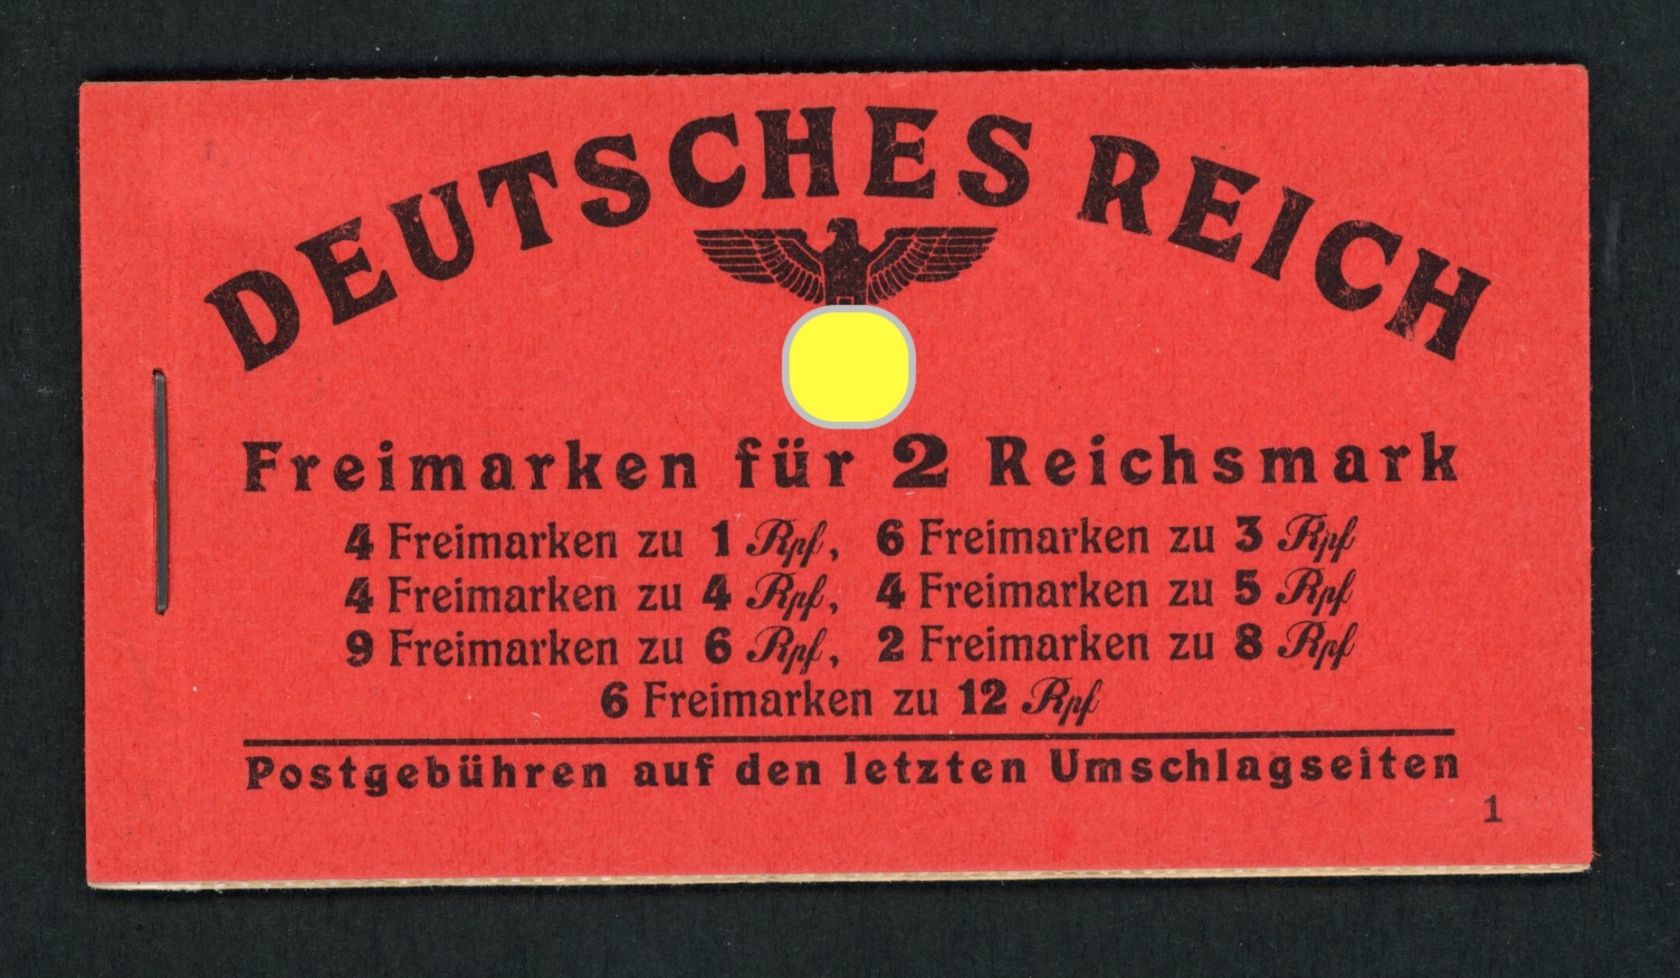 DEUTSCHES REICH
Freimarken für 2 Reichsmark
4 Freimarken zu 1 Rpf, 6 Freimarken zu 3 Rpf
4 Freimarken zu 4 Rpf, 4 Freimarken zu 5 Rpf
9 Freimarken zu 6 Rpf, 2 Freimarken zu 8 Rpf
6 Freimarken zu 12 Rpf
Postgebühren auf den letzten Umschlagseiten
1